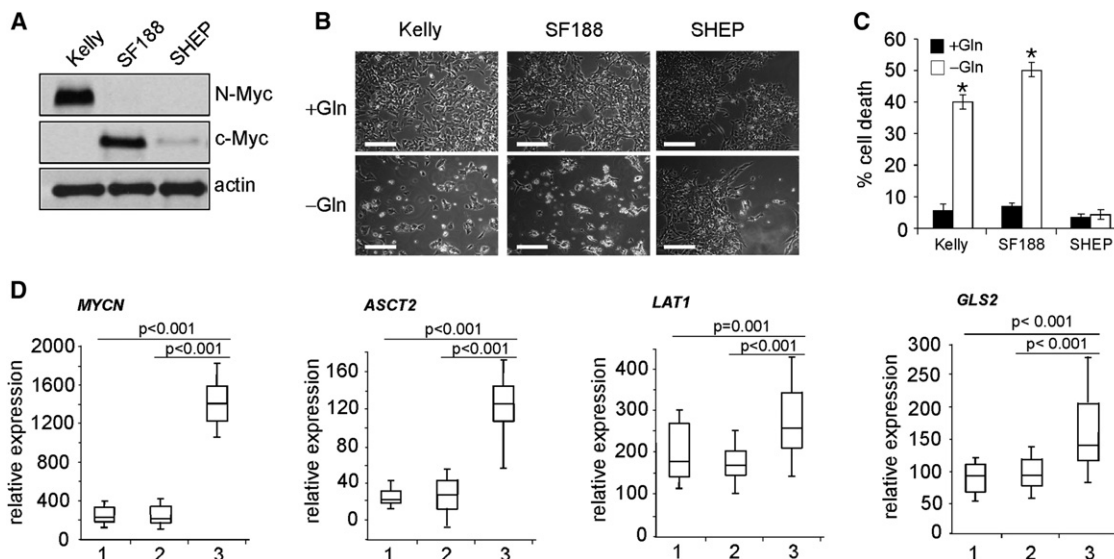 A
Kelly
SF188
SHEP
N-Myc
c-Myc
actin
B
Kelly SF188 SHEP
+Gln
–Gln
C
+Gln
–Gln
% cell death
60
50
40
30
20
10
0
*
*
Kelly SF188 SHEP
D
MYCN
p<0.001
p<0.001
relative expression
2000
1600
1200
800
400
0
1 2 3
ASCT2
p<0.001
p<0.001
relative expression
160
120
80
40
20
0
1 2 3
LAT1
p=0.001
p<0.001
relative expression
400
300
200
100
0
1 2 3
GLS2
p< 0.001
p< 0.001
relative expression
300
250
200
150
100
50
0
1 2 3